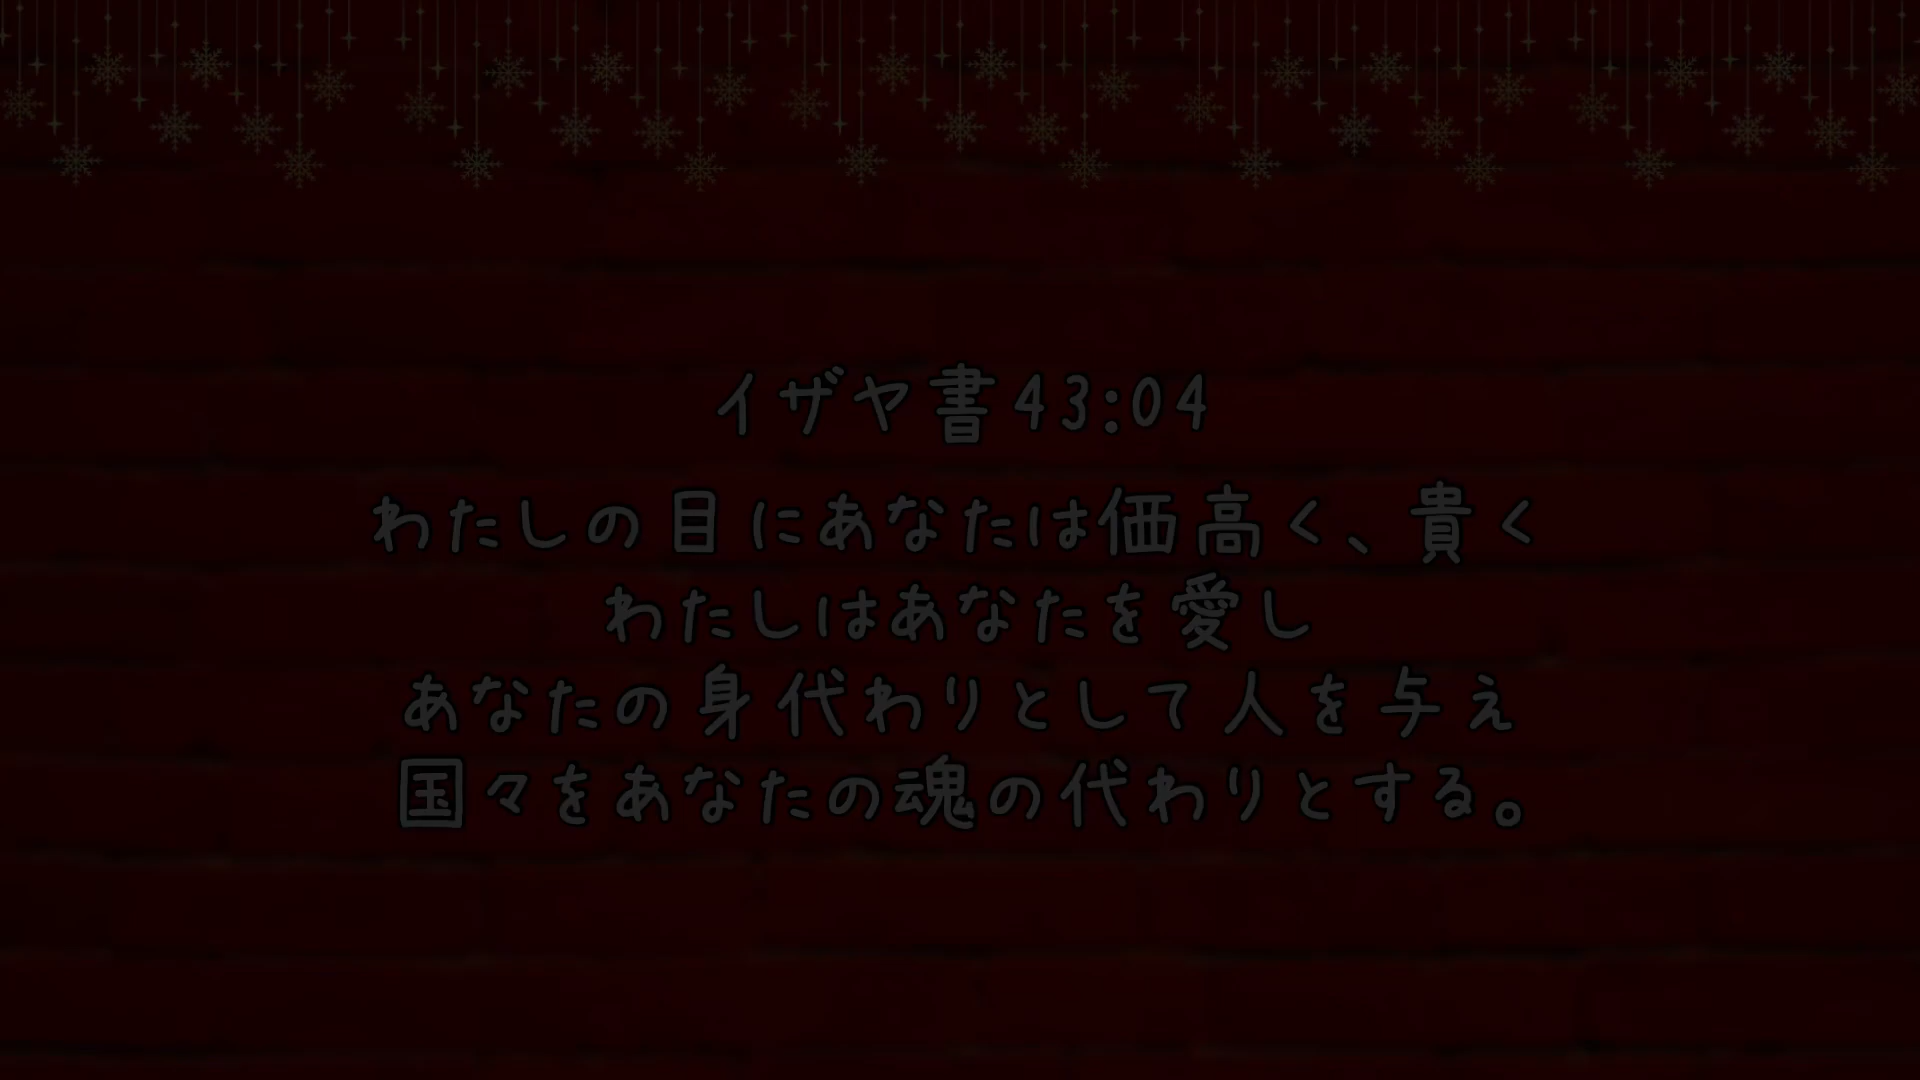 イザヤ書43:04
わたしの目にあなたは価高く、貴く
わたしはあなたを愛し
あなたの身代わりとして人を与え
国々をあなたの魂の代わりとする。